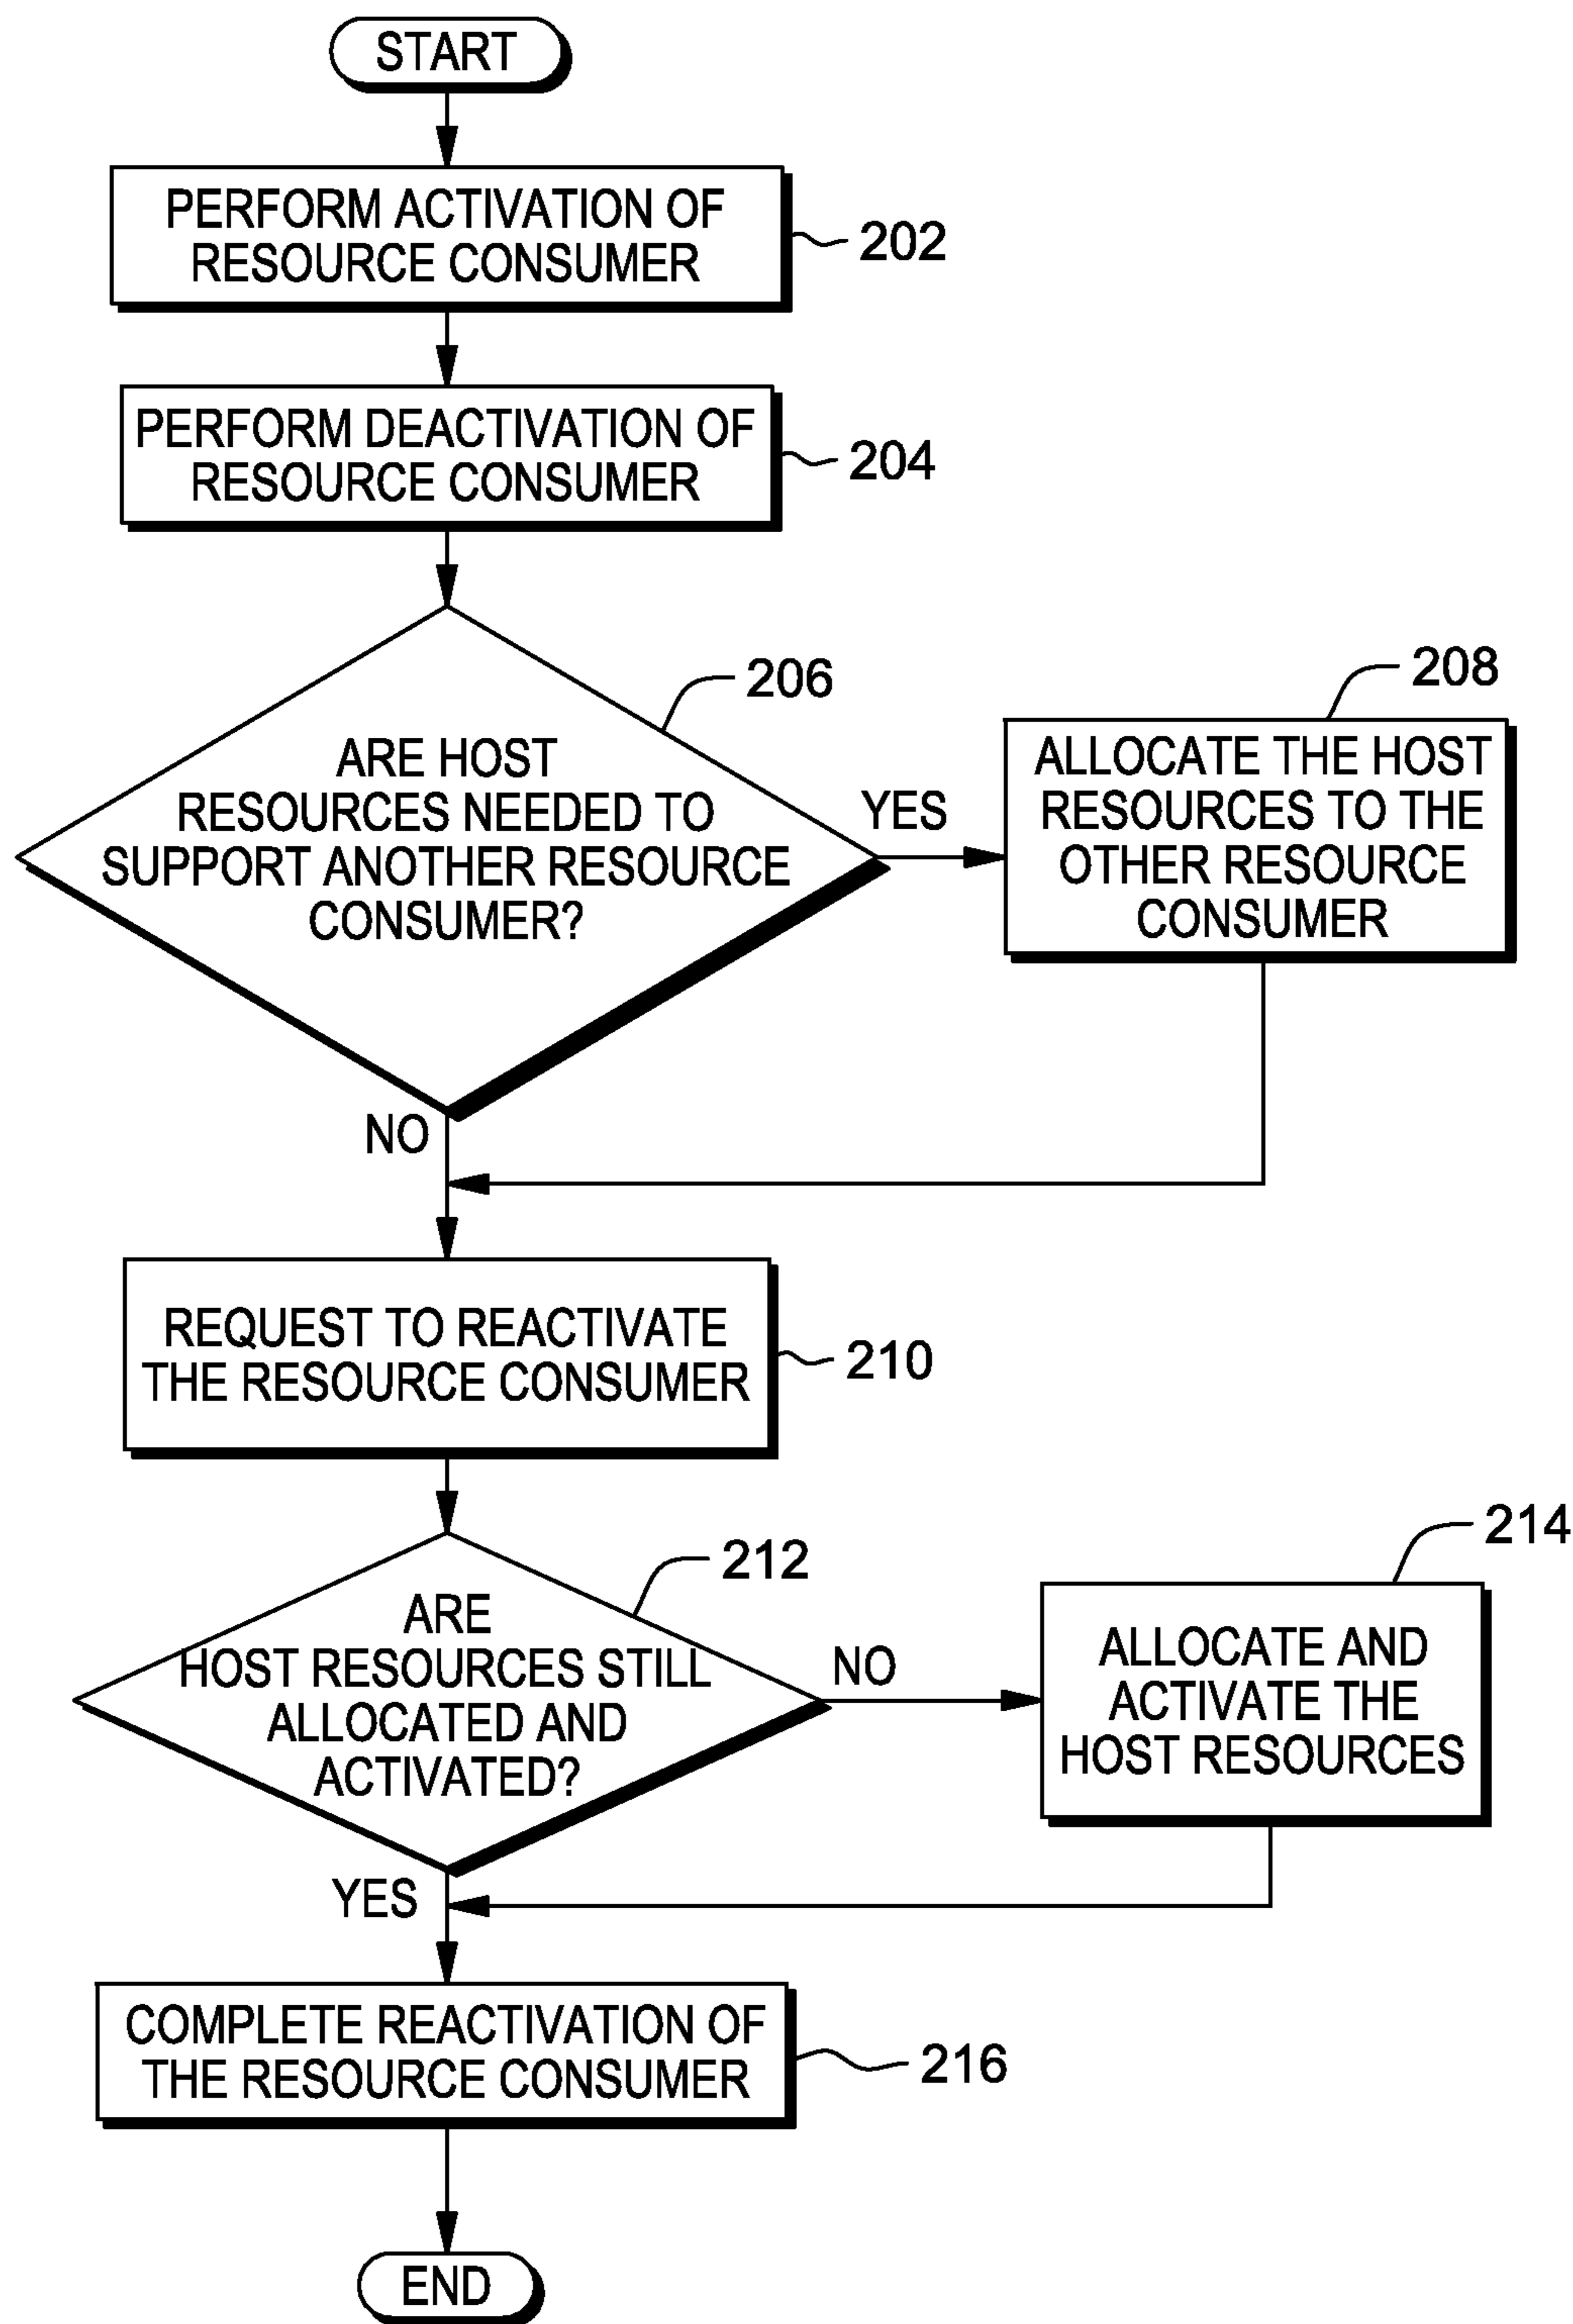 START
PERFORM ACTIVATION OF
RESOURCE CONSUMER
202
PERFORM DEACTIVATION OF
RESOURCE CONSUMER
204
206
ARE HOST
RESOURCES NEEDED TO
SUPPORT ANOTHER RESOURCE
CONSUMER?
YES
208
ALLOCATE THE HOST
RESOURCES TO THE
OTHER RESOURCE
CONSUMER
NO
REQUEST TO REACTIVATE
THE RESOURCE CONSUMER
210
212
ARE
HOST RESOURCES STILL
ALLOCATED AND
ACTIVATED?
NO
214
ALLOCATE AND
ACTIVATE THE
HOST RESOURCES
YES
COMPLETE REACTIVATION OF
THE RESOURCE CONSUMER
216
END